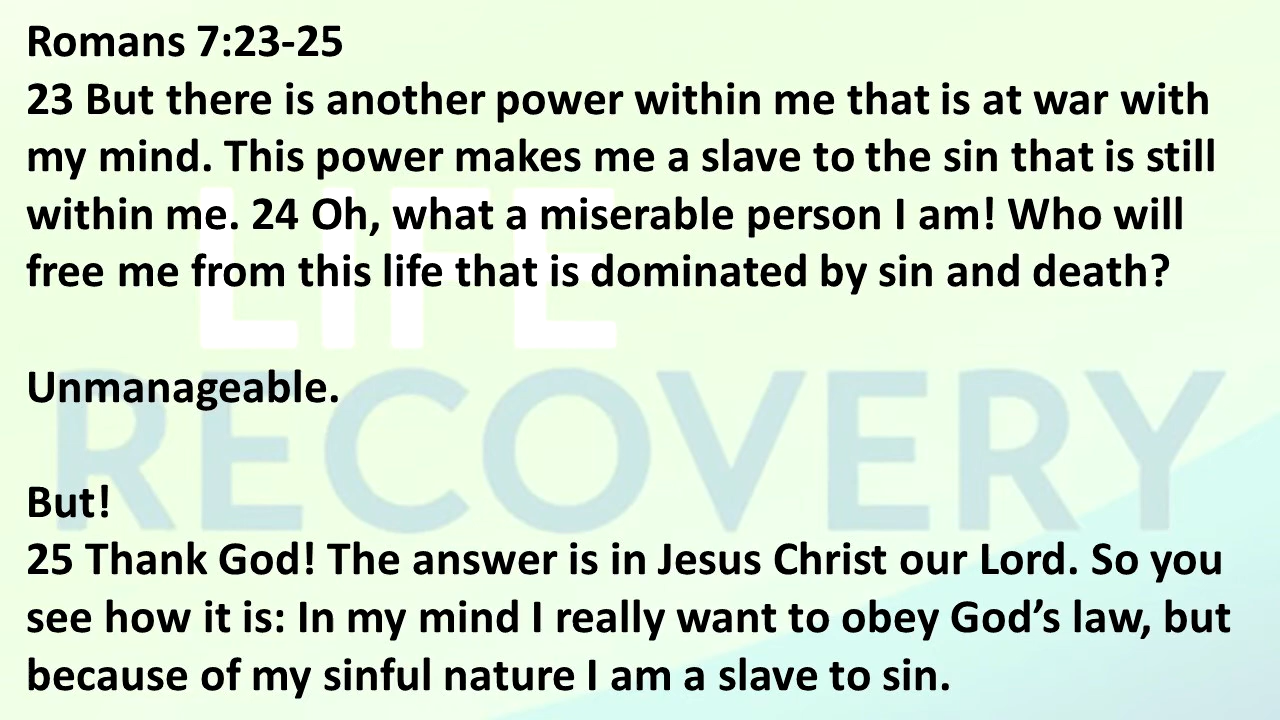 Romans 7:23-25
23 But there is another power within me that is at war with
my mind. This power makes me a slave to the sin that is still
within me. 24 Oh, what a miserable person I am! Who will
free me from this life that is dominated by sin and death?
Unmanageable.
But!
25 Thank God! The answer is in Jesus Christ our Lord. So you
see how it is: In my mind I really want to obey God’s law, but
because of my sinful nature I am a slave to sin.
LIFE
RECOVERY